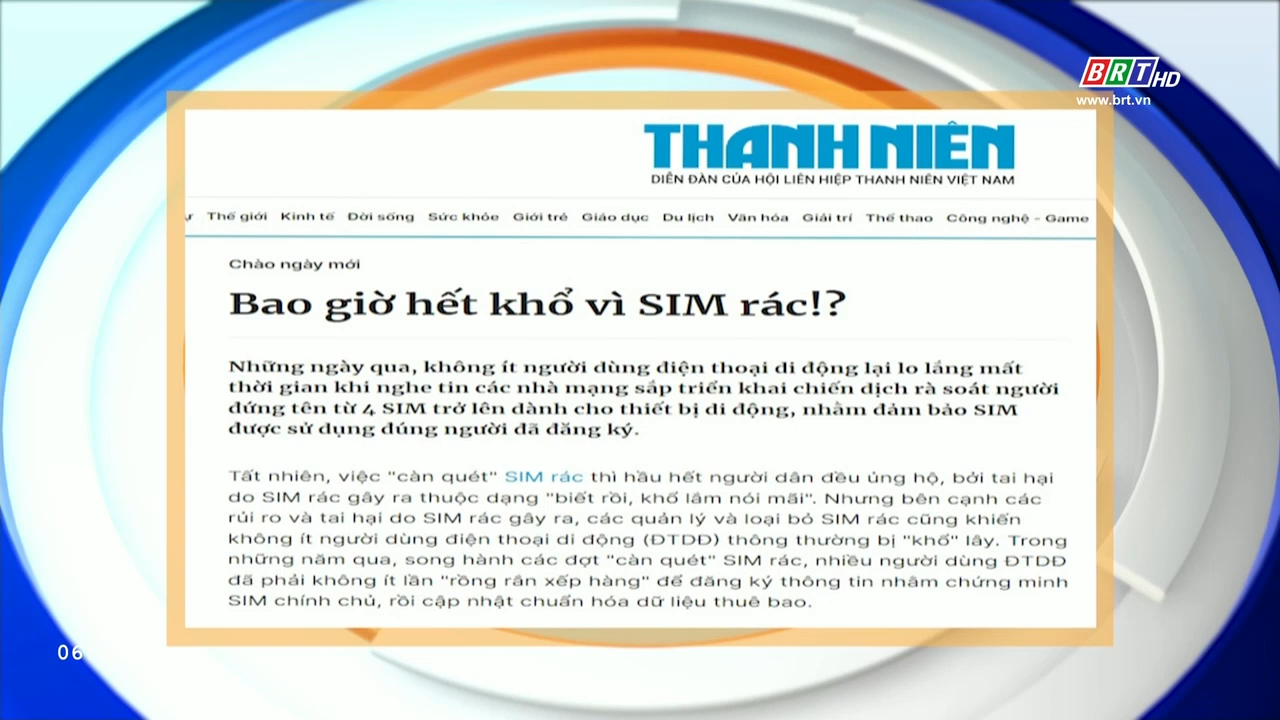 BRT HD
www.brt.vn
THANH NIÊN
DIỄN ĐÀN CỦA HỘI LIÊN HIỆP THANH NIÊN VIỆT NAM
Thế giới Kinh tế Đời sống Sức khỏe Giới trẻ Giáo dục Du lịch Văn hóa Giải trí Thể thao Công nghệ - Game
Chào ngày mới
Bao giờ hết khổ vì SIM rác!?
Những ngày qua, không ít người dùng điện thoại di động lại lo lắng mất
thời gian khi nghe tin các nhà mạng sắp triển khai chiến dịch rà soát người
đứng tên từ 4 SIM trở lên dành cho thiết bị di động, nhằm đảm bảo SIM
được sử dụng đúng người đã đăng ký.
Tất nhiên, việc "càn quét" SIM rác thì hầu hết người dân đều ủng hộ, bởi tai hại
do SIM rác gây ra thuộc dạng "biết rồi, khổ lắm nói mãi". Nhưng bên cạnh các
rủi ro và tai hại do SIM rác gây ra, các quản lý và loại bỏ SIM rác cũng khiến
không ít người dùng điện thoại di động (ĐTDĐ) thông thường bị "khổ" lây. Trong
những năm qua, song hành các đợt "càn quét" SIM rác, nhiều người dùng ĐTDĐ
đã phải không ít lần "rồng rắn xếp hàng" để đăng ký thông tin nhằm chứng minh
SIM chính chủ, rồi cập nhật chuẩn hóa dữ liệu thuê bao.
06